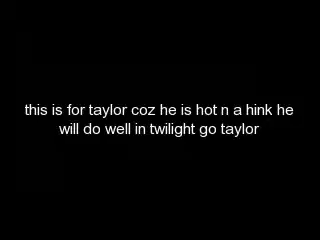 this is for taylor coz he is hot n a hink he
will do well in twilight go taylor